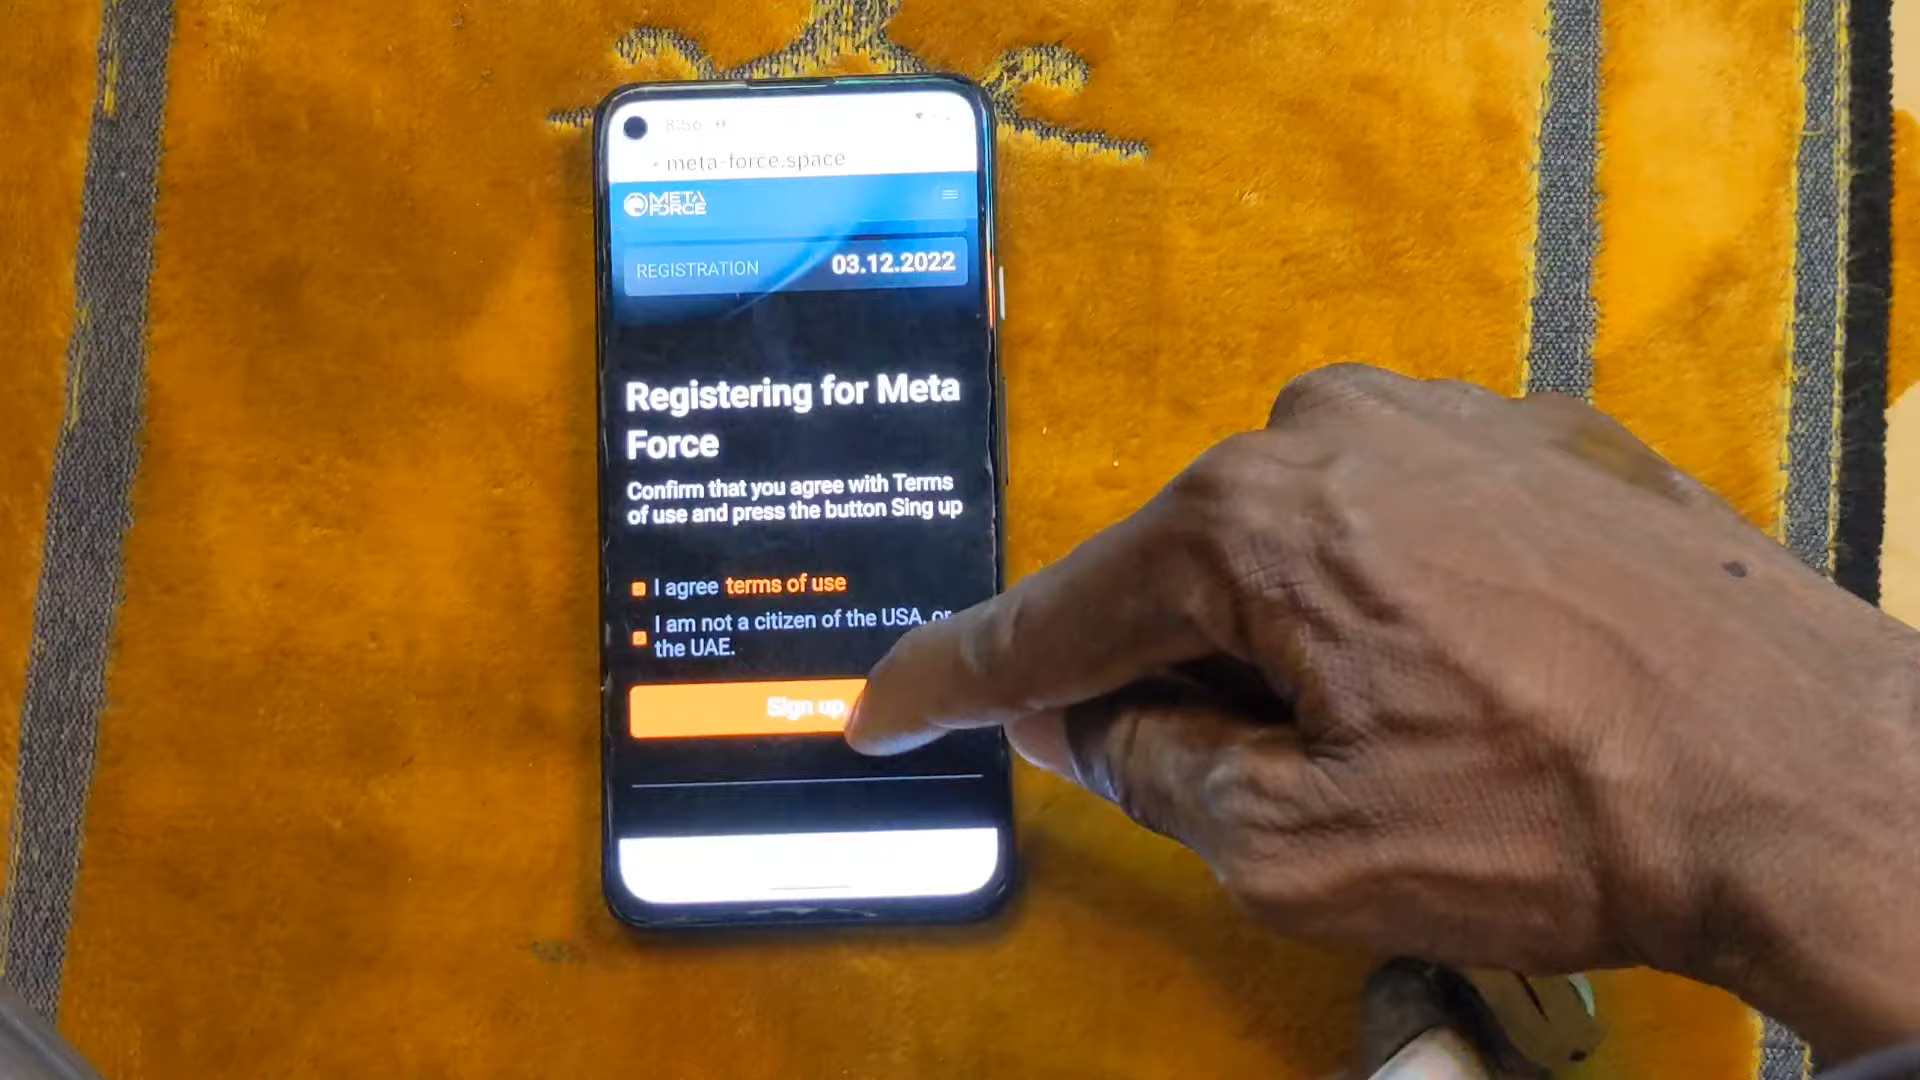 8:56
meta-force.space
META
FORCE
REGISTRATION 03.12.2022
Registering for Meta
Force
Confirm that you agree with Terms
of use and press the button Sing up
I agree terms of use
I am not a citizen of the USA, or
the UAE.
Sign up